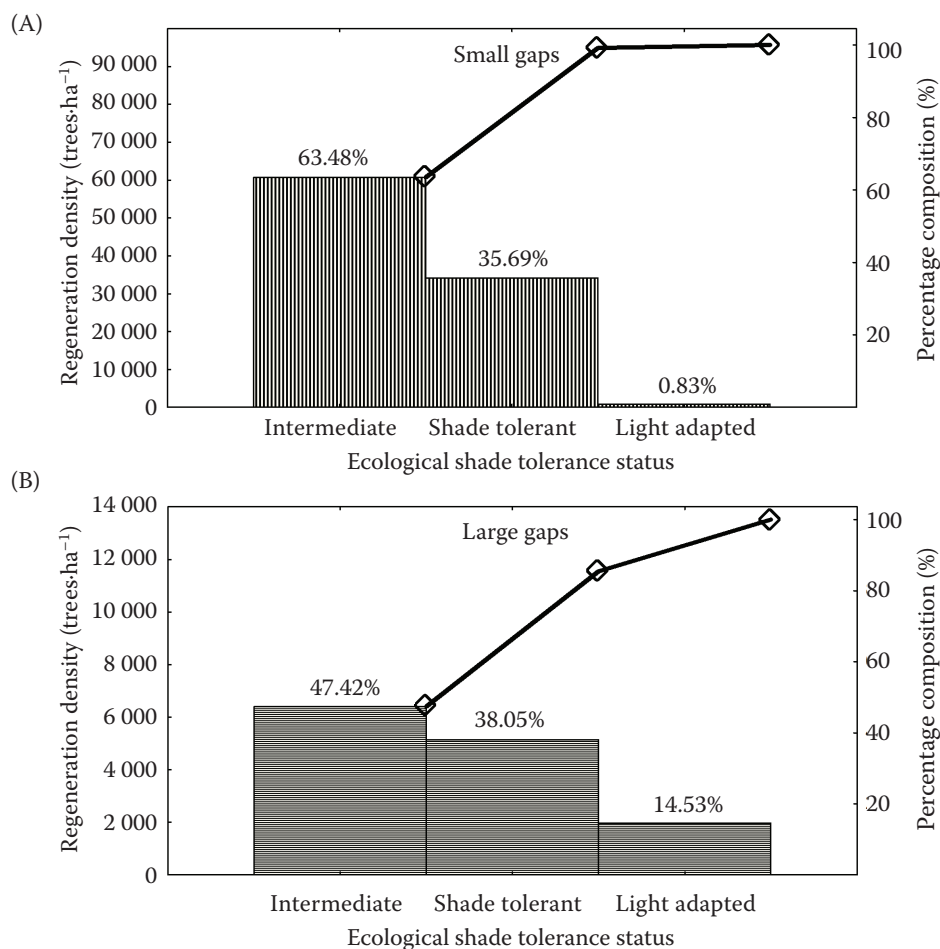 (A)
Small gaps
Regeneration density (trees·ha⁻¹)
90 000
80 000
70 000
60 000
50 000
40 000
30 000
20 000
10 000
0
63.48%
35.69%
0.83%
100
80
60
40
20
Percentage composition (%)
Intermediate Shade tolerant Light adapted
Ecological shade tolerance status
(B)
Large gaps
Regeneration density (trees·ha⁻¹)
14 000
12 000
10 000
8 000
6 000
4 000
2 000
0
47.42%
38.05%
14.53%
100
80
60
40
20
Percentage composition (%)
Intermediate Shade tolerant Light adapted
Ecological shade tolerance status